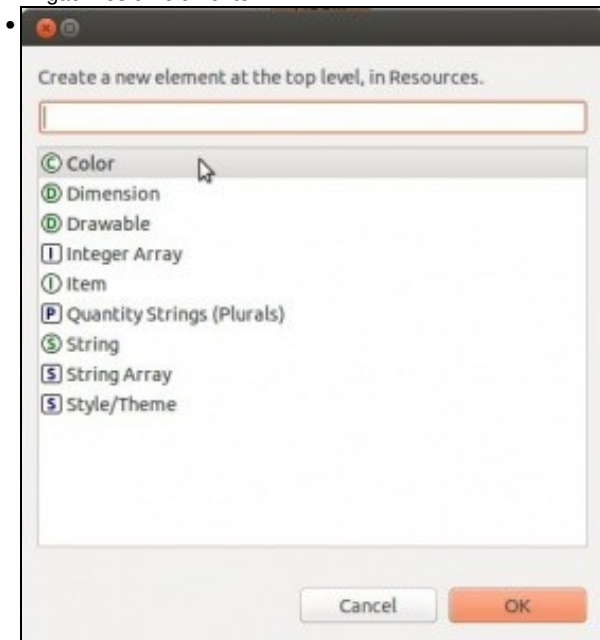 Create a new element at the top level, in Resources.
C Color
D Dimension
D Drawable
I Integer Array
I Item
P Quantity Strings (Plurals)
S String
S String Array
S Style/Theme
Cancel OK